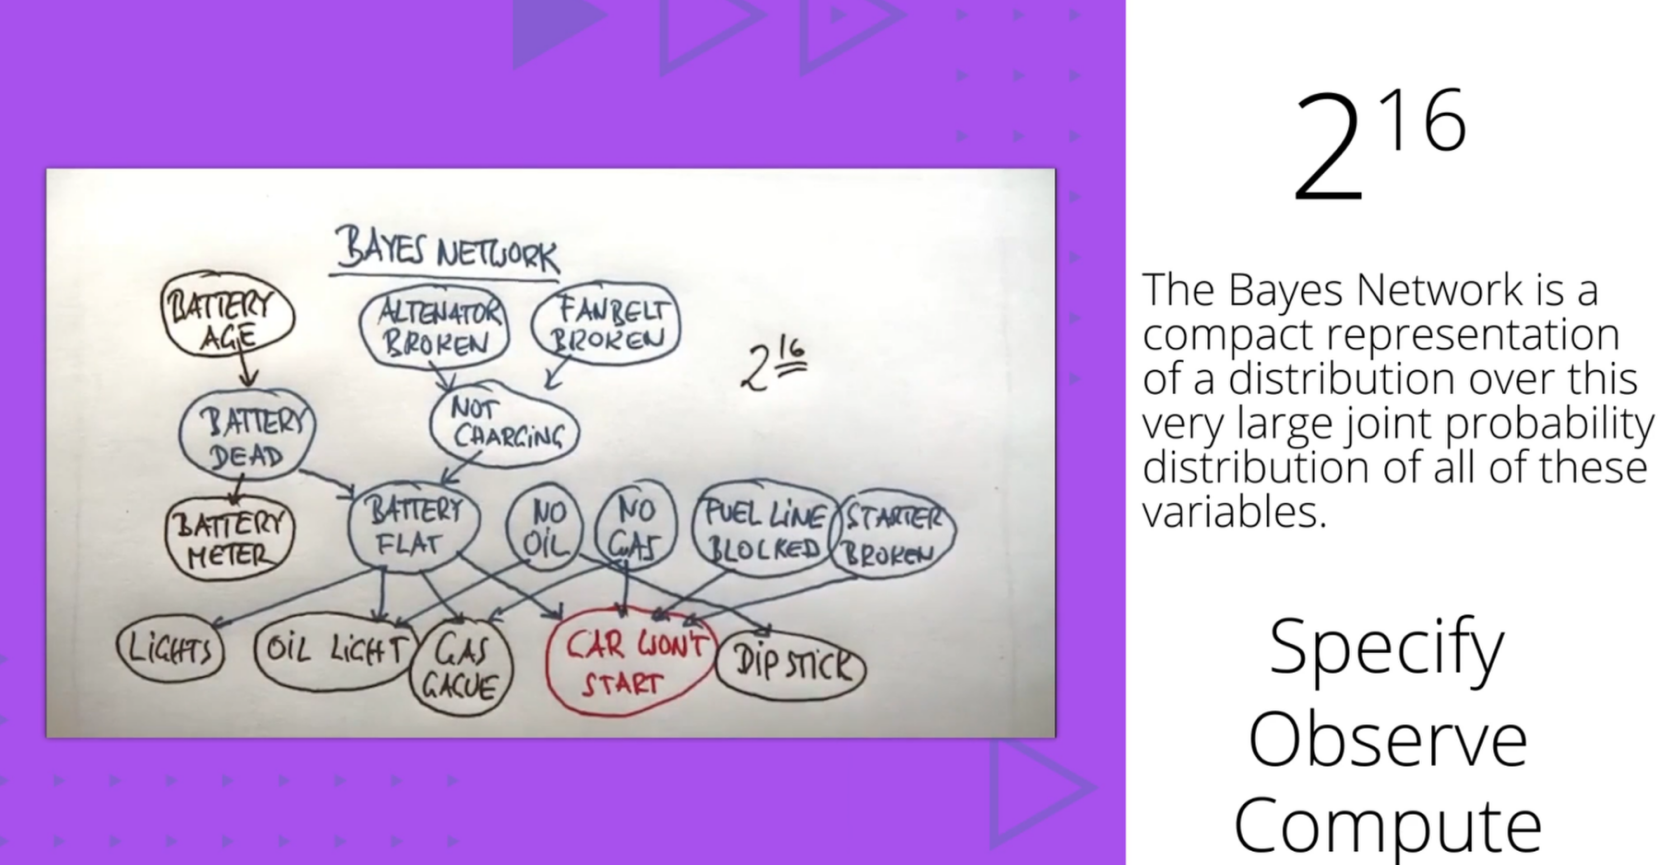 BAYES NETWORK
BATTERY
AGE
ALTENATOR
BROKEN
FANBELT
BROKEN
2^16
BATTERY
DEAD
NOT
CHARGING
BATTERY
METER
BATTERY
FLAT
NO
OIL
NO
GAS
FUEL LINE
BLOCKED
STARTER
BROKEN
LIGHTS
OIL LIGHT
GAS
GAGUE
CAR WON'T
START
DIP STICK
2^16
The Bayes Network is a
compact representation
of a distribution over this
very large joint probability
distribution of all of these
variables.
Specify
Observe
Compute